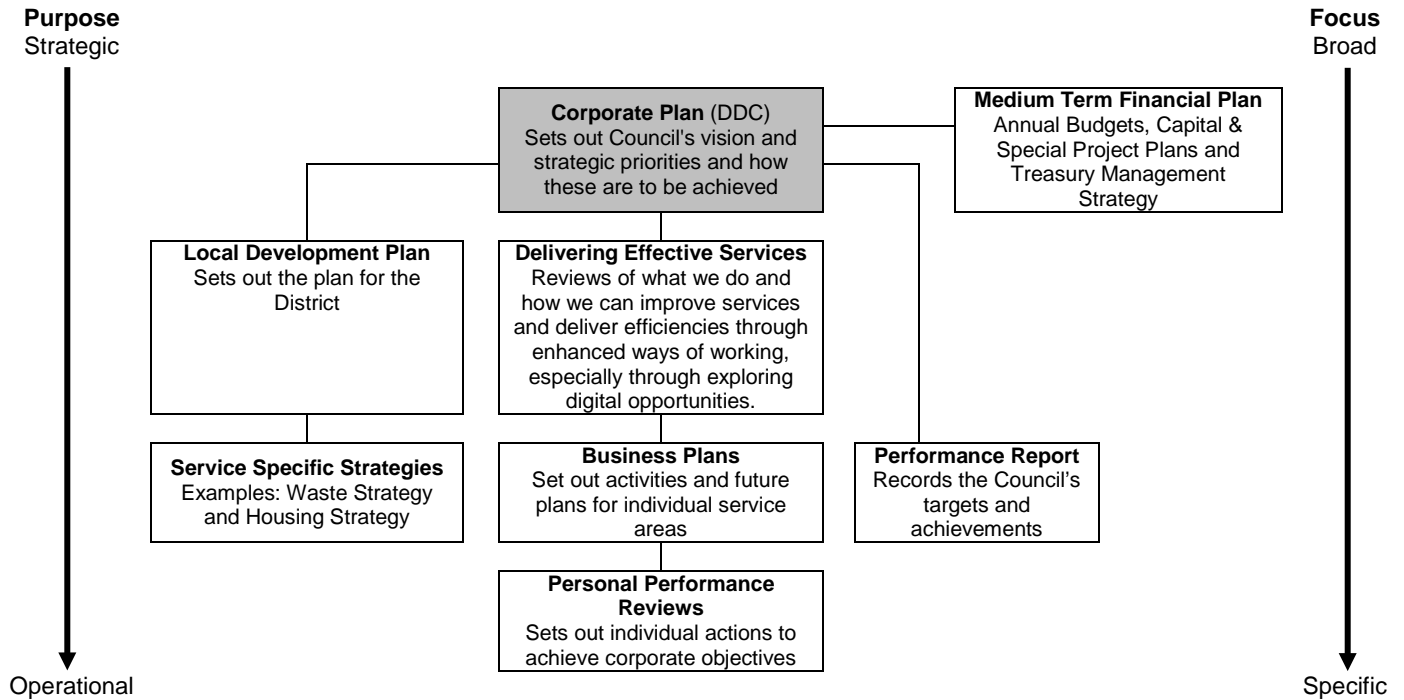 Purpose
Strategic
Focus
Broad
Corporate Plan (DDC)
Sets out Council's vision and
strategic priorities and how
these are to be achieved
Medium Term Financial Plan
Annual Budgets, Capital &
Special Project Plans and
Treasury Management
Strategy
Local Development Plan
Sets out the plan for the
District
Delivering Effective Services
Reviews of what we do and
how we can improve services
and deliver efficiencies through
enhanced ways of working,
especially through exploring
digital opportunities.
Service Specific Strategies
Examples: Waste Strategy
and Housing Strategy
Business Plans
Set out activities and future
plans for individual service
areas
Performance Report
Records the Council’s
targets and
achievements
Personal Performance
Reviews
Sets out individual actions to
achieve corporate objectives
Operational
Specific